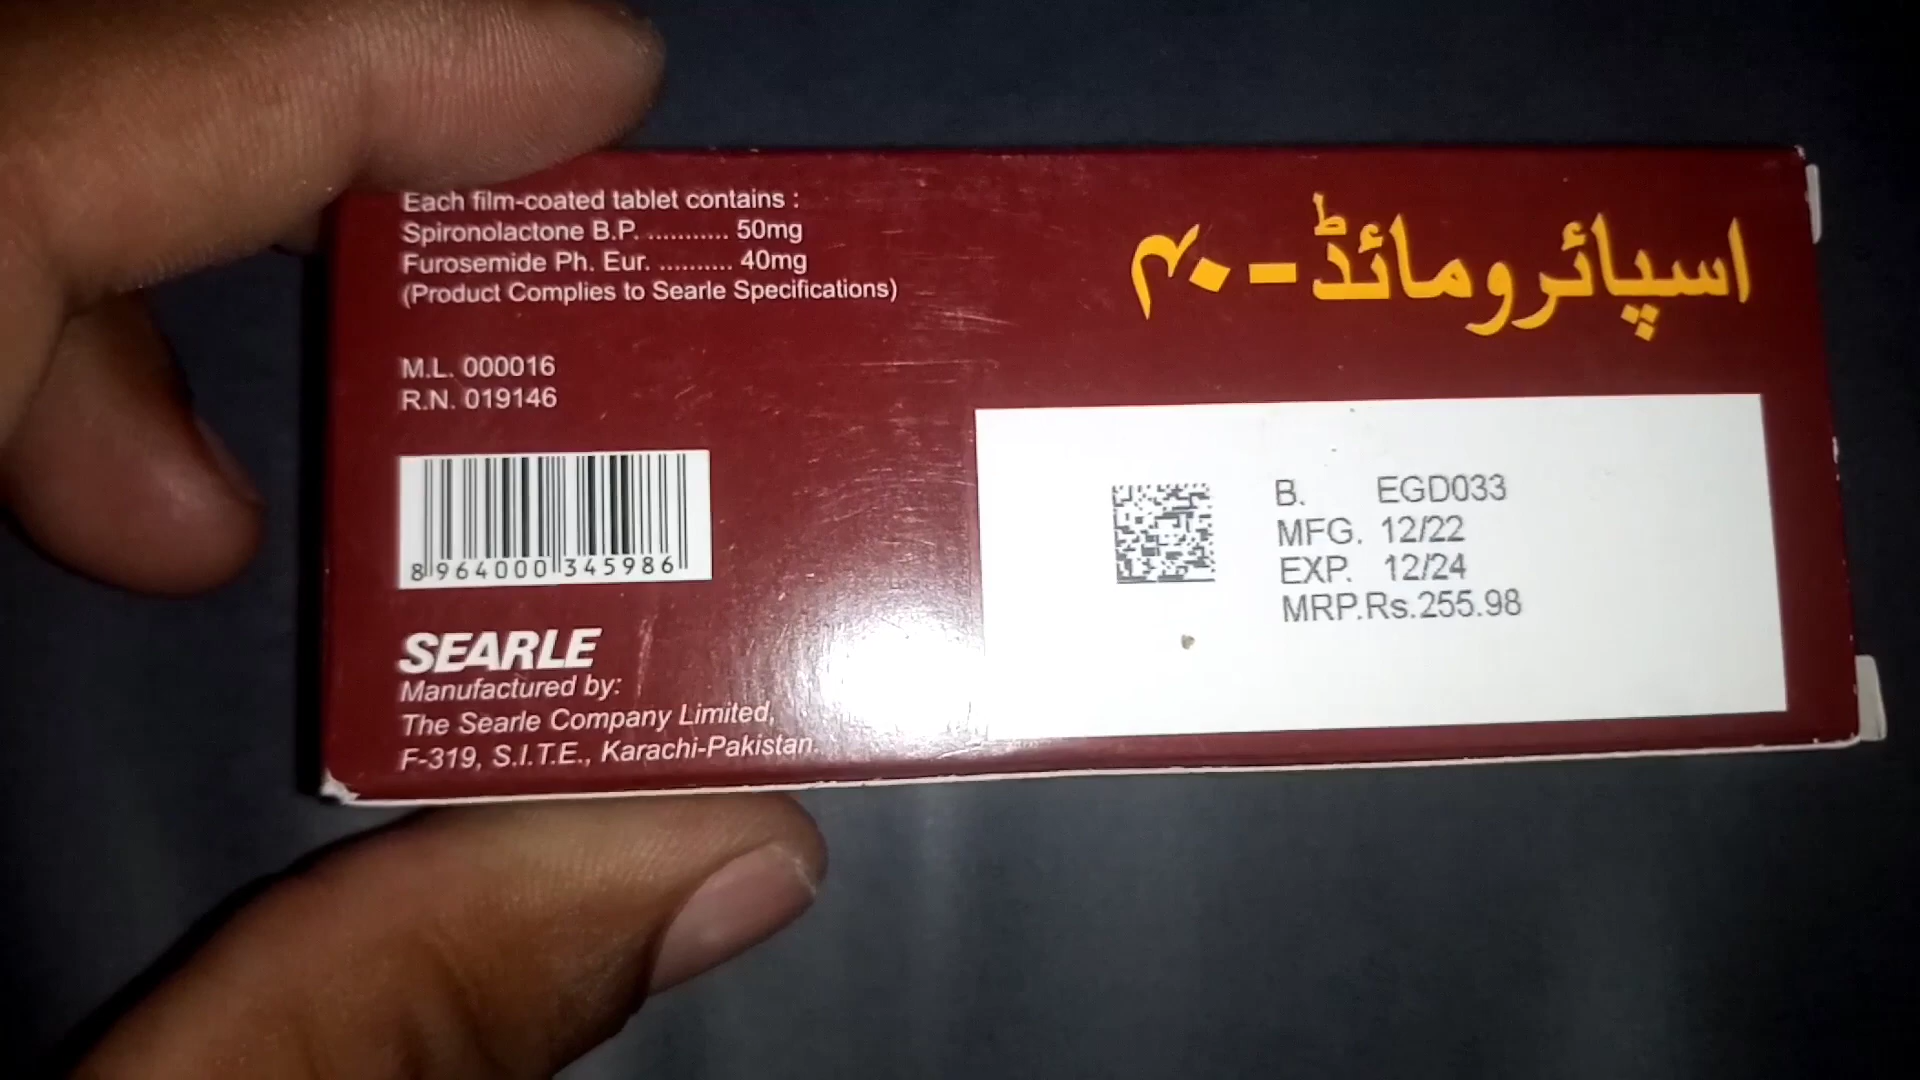 Each film-coated tablet contains :
Spironolactone B.P. ........... 50mg
Furosemide Ph. Eur. .......... 40mg
(Product Complies to Searle Specifications)
M.L. 000016
R.N. 019146
8 964000 345986
SEARLE
Manufactured by:
The Searle Company Limited,
F-319, S.I.T.E., Karachi-Pakistan.
اسپائرومائڈ-۴۰
B. EGD033
MFG. 12/22
EXP. 12/24
MRP.Rs.255.98